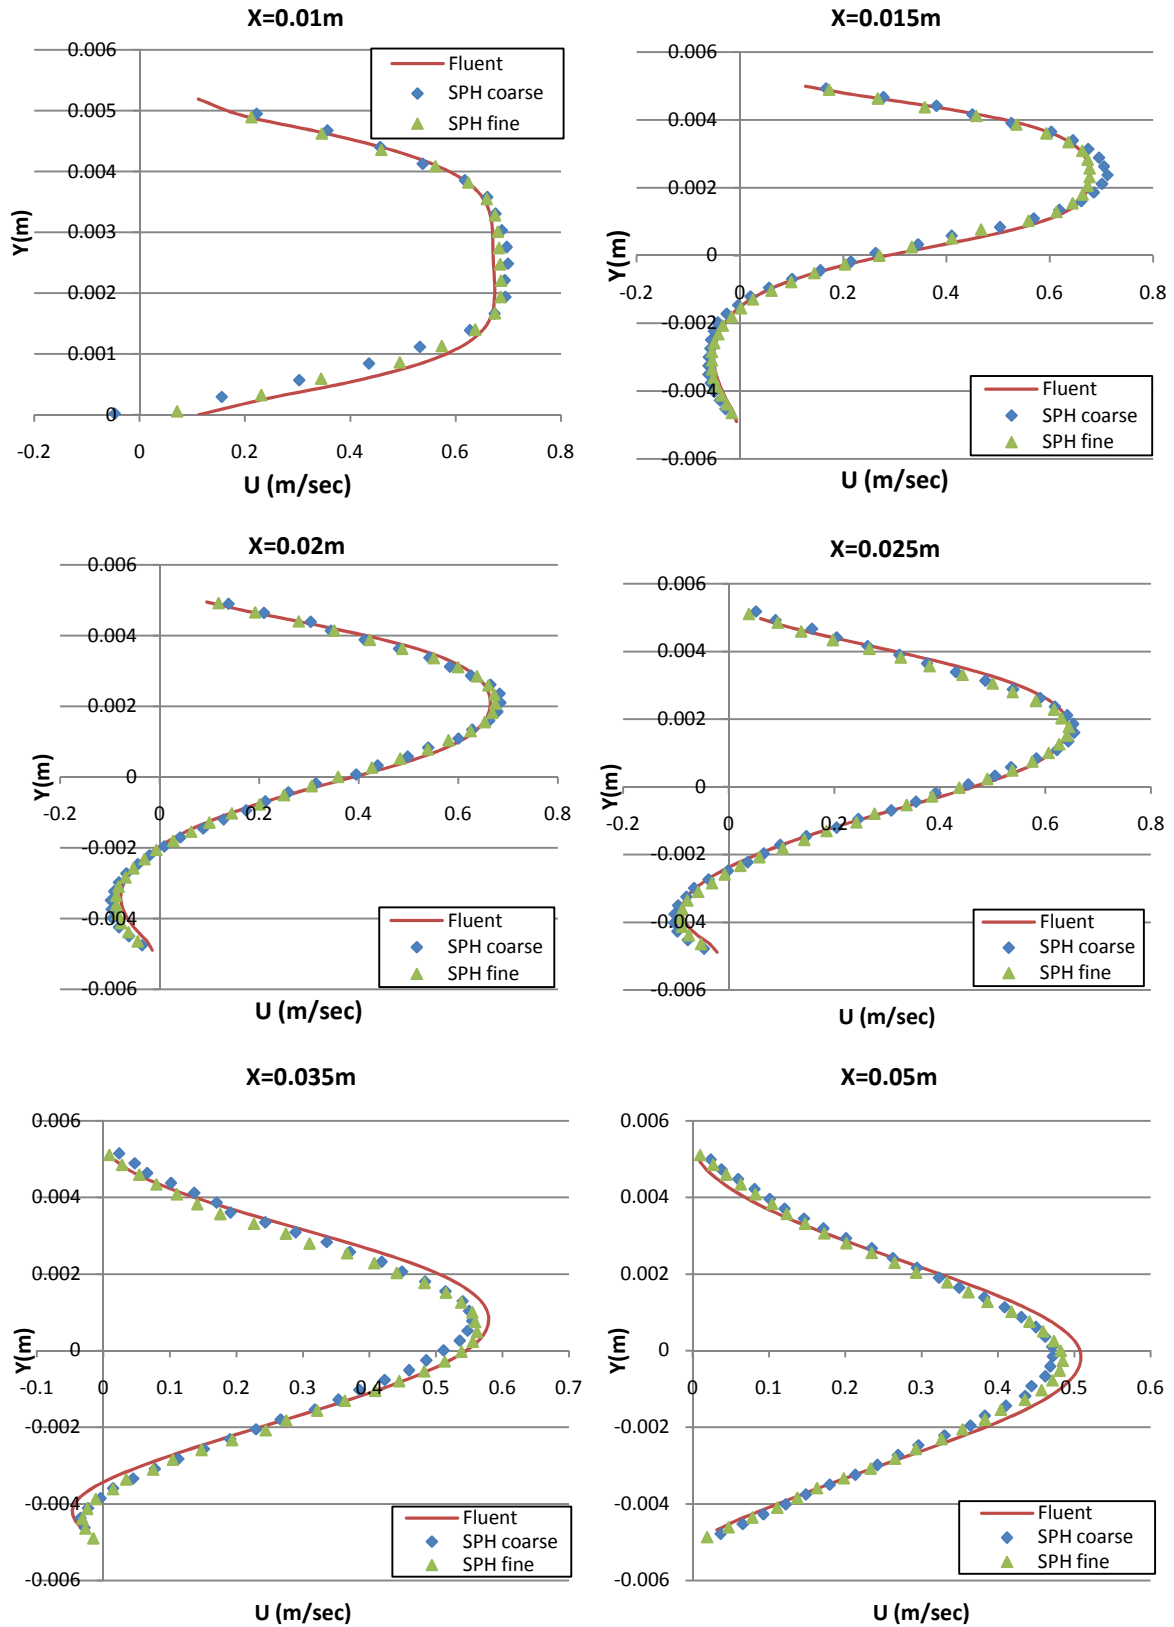 X=0.01m
0.006
0.005
0.004
0.003
0.002
0.001
0
-0.2 0 0.2 0.4 0.6 0.8
Y(m)
U (m/sec)
Fluent
SPH coarse
SPH fine
X=0.015m
0.006
0.004
0.002
0
-0.002
-0.004
-0.006
-0.2 0 0.2 0.4 0.6 0.8
Y(m)
U (m/sec)
Fluent
SPH coarse
SPH fine
X=0.02m
0.006
0.004
0.002
0
-0.002
-0.004
-0.006
-0.2 0 0.2 0.4 0.6 0.8
Y(m)
U (m/sec)
Fluent
SPH coarse
SPH fine
X=0.025m
0.006
0.004
0.002
0
-0.002
-0.004
-0.006
-0.2 0 0.2 0.4 0.6 0.8
Y(m)
U (m/sec)
Fluent
SPH coarse
SPH fine
X=0.035m
0.006
0.004
0.002
0
-0.002
-0.004
-0.006
-0.1 0 0.1 0.2 0.3 0.4 0.5 0.6 0.7
Y(m)
U (m/sec)
Fluent
SPH coarse
SPH fine
X=0.05m
0.006
0.004
0.002
0
-0.002
-0.004
-0.006
0 0.1 0.2 0.3 0.4 0.5 0.6
Y(m)
U (m/sec)
Fluent
SPH coarse
SPH fine